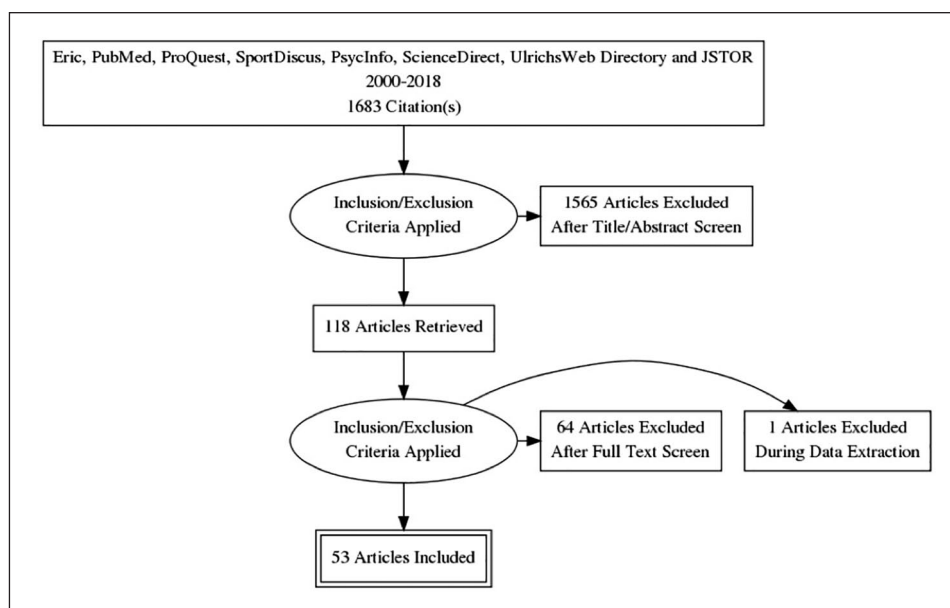 Eric, PubMed, ProQuest, SportDiscus, PsycInfo, ScienceDirect, UlrichsWeb Directory and JSTOR
2000-2018
1683 Citation(s)
Inclusion/Exclusion
Criteria Applied
1565 Articles Excluded
After Title/Abstract Screen
118 Articles Retrieved
Inclusion/Exclusion
Criteria Applied
64 Articles Excluded
After Full Text Screen
1 Articles Excluded
During Data Extraction
53 Articles Included